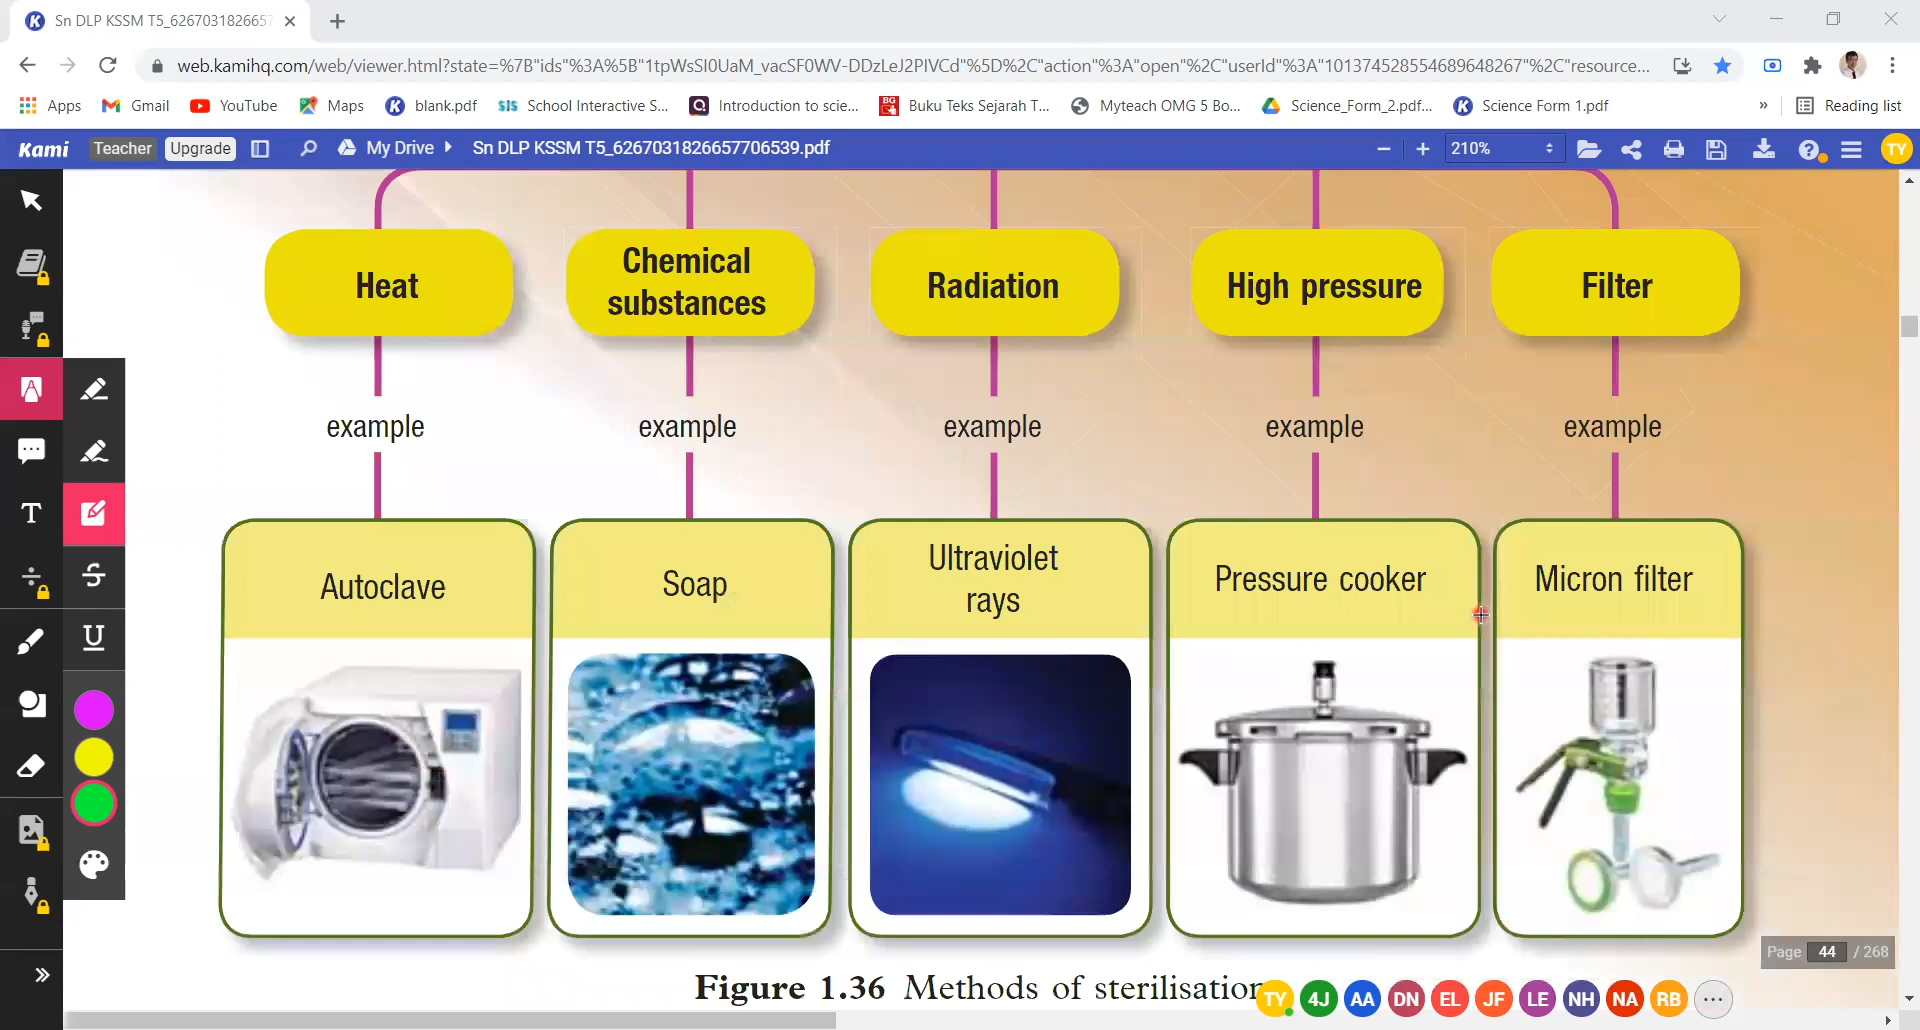 Sn DLP KSSM T5_6267031826657
web.kamihq.com/web/viewer.html?state=%7B"ids"%3A%5B"1tpWsSI0UaM_vacSF0WV-DDzLeJ2PIVCd"%5D%2C"action"%3A"open"%2C"userId"%3A"101374528554689648267"%2C"resource...
Apps Gmail YouTube Maps blank.pdf SIS School Interactive S... Introduction to scie... BG Buku Teks Sejarah T... Myteach OMG 5 Bo... Science_Form_2.pdf... Science Form 1.pdf » Reading list
Kami Teacher Upgrade My Drive Sn DLP KSSM T5_6267031826657706539.pdf 210% TY
Heat
Chemical
substances
Radiation
High pressure
Filter
example example example example example
Autoclave
Soap
Ultraviolet
rays
Pressure cooker
Micron filter
Page 44 / 268
Figure 1.36 Methods of sterilisation
TY 4J AA DN EL JF LE NH NA RB ...